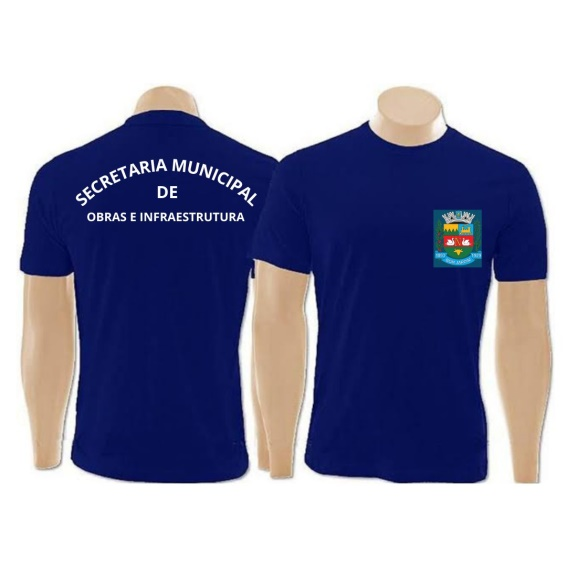 SECRETARIA MUNICIPAL
DE
OBRAS E INFRAESTRUTURA